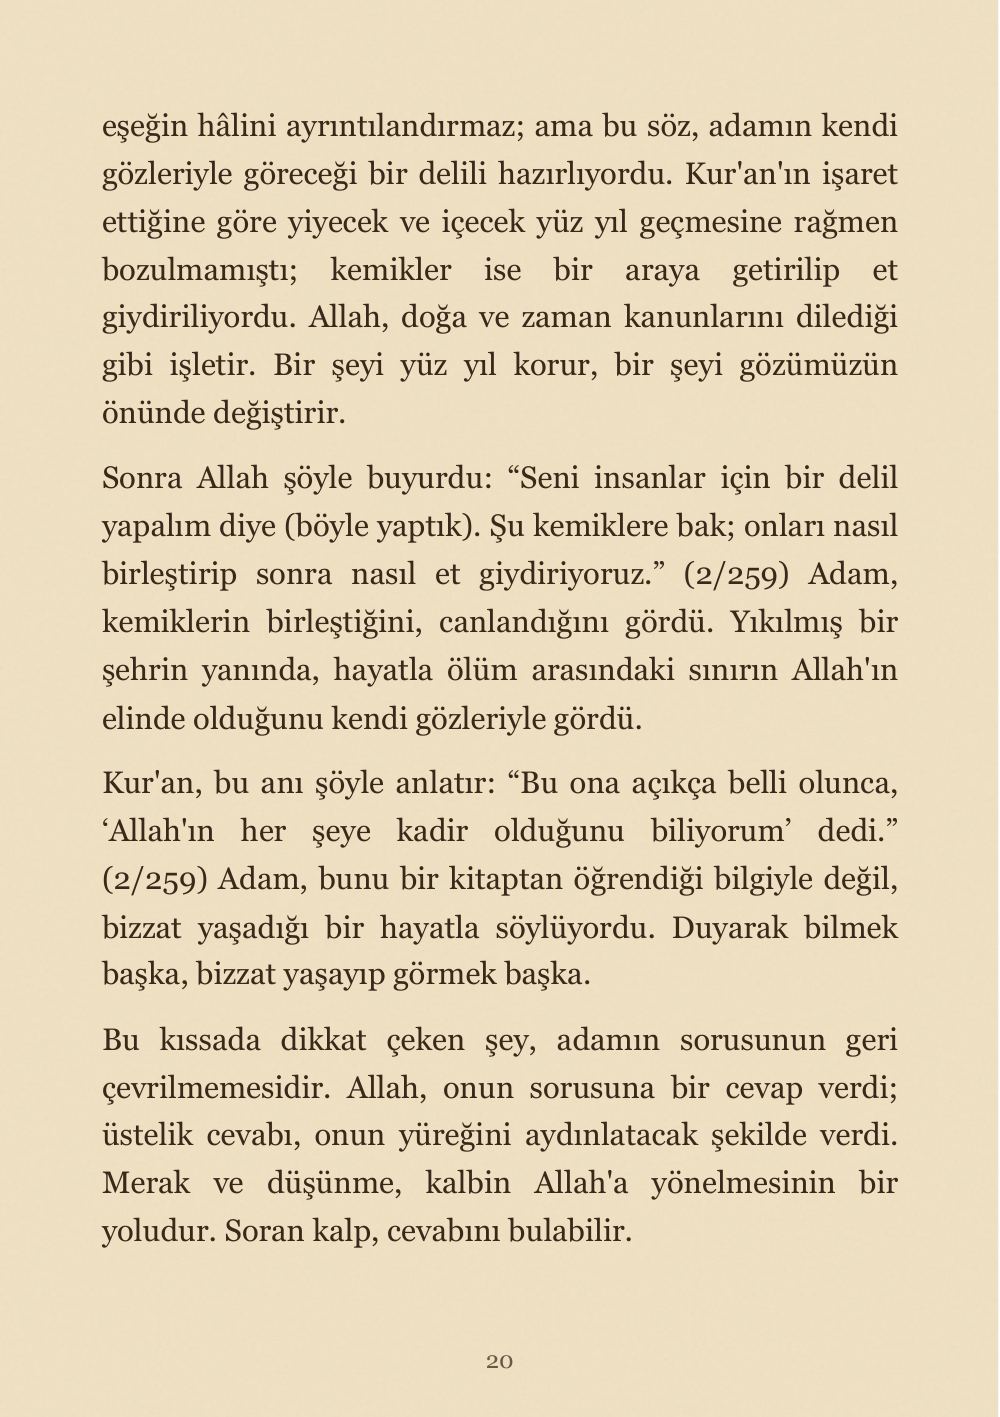 eşeğin hâlini ayrıntılandırmaz; ama bu söz, adamın kendi
gözleriyle göreceği bir delili hazırlıyordu. Kur'an'ın işaret
ettiğine göre yiyecek ve içecek yüz yıl geçmesine rağmen
bozulmamıştı; kemikler ise bir araya getirilip et
giydiriliyordu. Allah, doğa ve zaman kanunlarını dilediği
gibi işletir. Bir şeyi yüz yıl korur, bir şeyi gözümüzün
önünde değiştirir.
Sonra Allah şöyle buyurdu: “Seni insanlar için bir delil
yapalım diye (böyle yaptık). Şu kemiklere bak; onları nasıl
birleştirip sonra nasıl et giydiriyoruz.” (2/259) Adam,
kemiklerin birleştiğini, canlandığını gördü. Yıkılmış bir
şehrin yanında, hayatla ölüm arasındaki sınırın Allah'ın
elinde olduğunu kendi gözleriyle gördü.
Kur'an, bu anı şöyle anlatır: “Bu ona açıkça belli olunca,
‘Allah'ın her şeye kadir olduğunu biliyorum’ dedi.”
(2/259) Adam, bunu bir kitaptan öğrendiği bilgiyle değil,
bizzat yaşadığı bir hayatla söylüyordu. Duyarak bilmek
başka, bizzat yaşayıp görmek başka.
Bu kıssada dikkat çeken şey, adamın sorusunun geri
çevrilmemesidir. Allah, onun sorusuna bir cevap verdi;
üstelik cevabı, onun yüreğini aydınlatacak şekilde verdi.
Merak ve düşünme, kalbin Allah'a yönelmesinin bir
yoludur. Soran kalp, cevabını bulabilir.
20